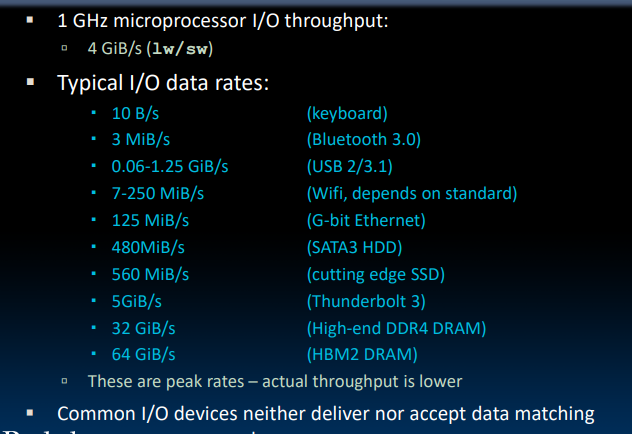 1 GHz microprocessor I/O throughput:
4 GiB/s (lw/sw)
Typical I/O data rates:
10 B/s (keyboard)
3 MiB/s (Bluetooth 3.0)
0.06-1.25 GiB/s (USB 2/3.1)
7-250 MiB/s (Wifi, depends on standard)
125 MiB/s (G-bit Ethernet)
480MiB/s (SATA3 HDD)
560 MiB/s (cutting edge SSD)
5GiB/s (Thunderbolt 3)
32 GiB/s (High-end DDR4 DRAM)
64 GiB/s (HBM2 DRAM)
These are peak rates – actual throughput is lower
Common I/O devices neither deliver nor accept data matching